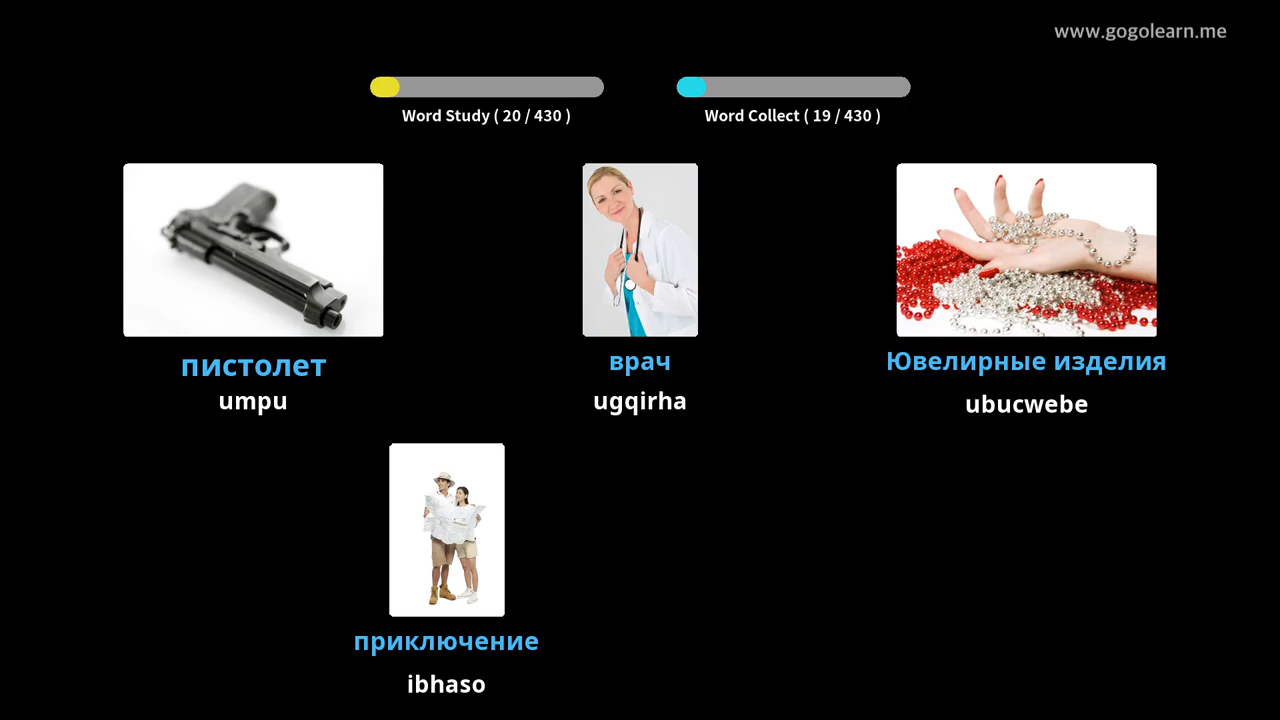 www.gogolearn.me
Word Study ( 20 / 430 )
Word Collect ( 19 / 430 )
пистолет
umpu
врач
ugqirha
Ювелирные изделия
ubucwebe
приключение
ibhaso